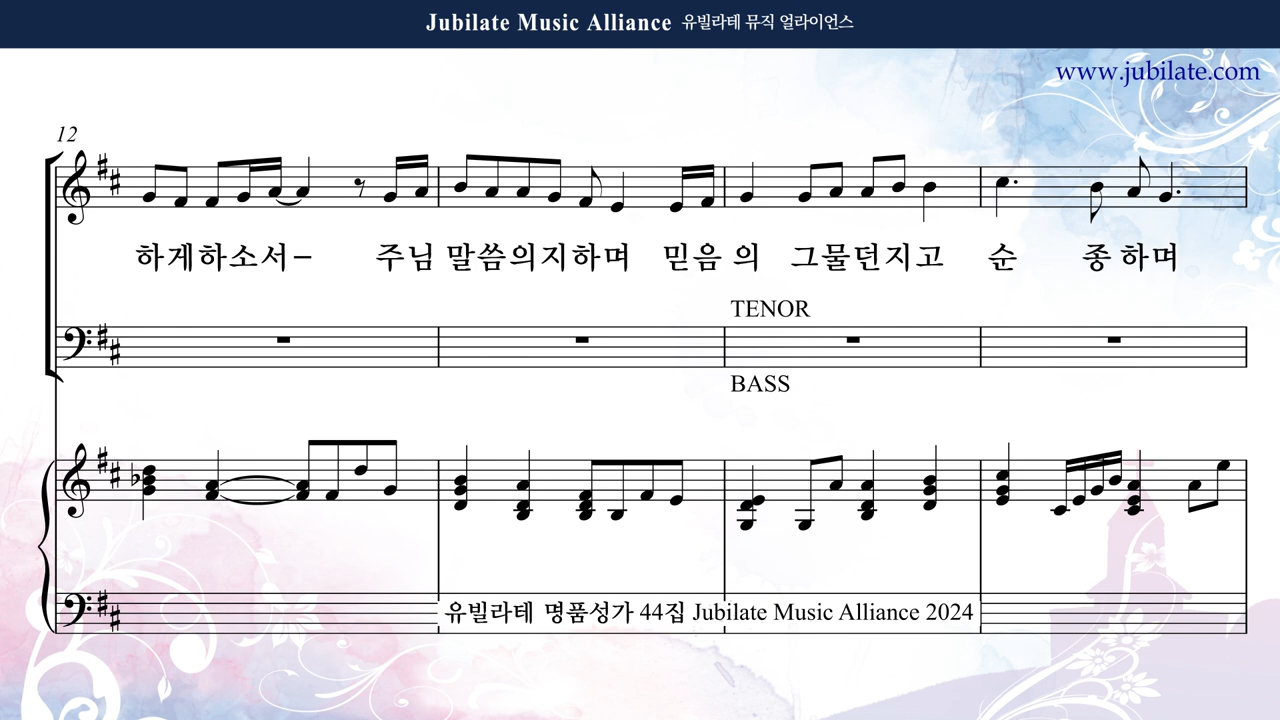 Jubilate Music Alliance 유빌라테 뮤직 얼라이언스
www.jubilate.com
12
하게하소서– 주님 말씀의지하며 믿음 의 그물던지고 순 종 하며
TENOR
BASS
유빌라테 명품성가 44집 Jubilate Music Alliance 2024